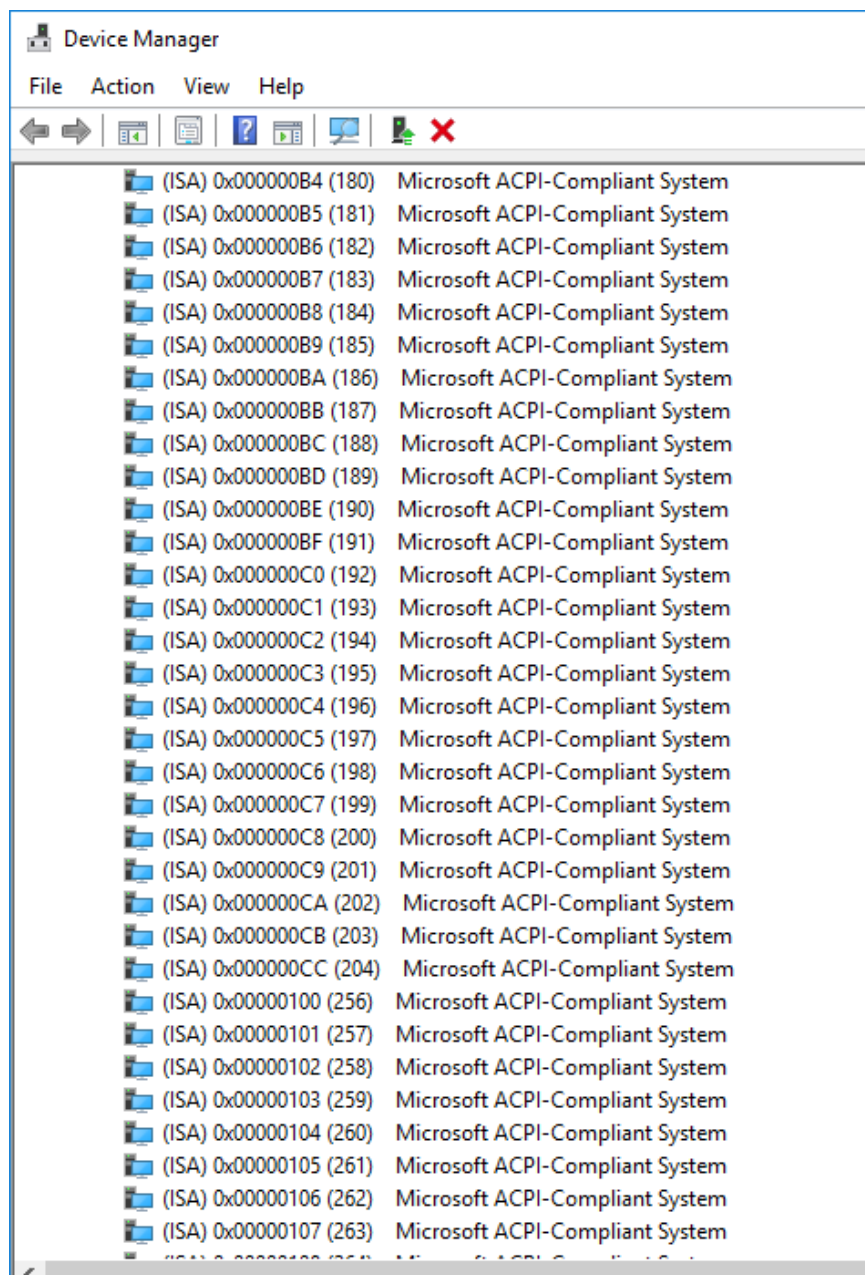 Device Manager
File Action View Help
(ISA) 0x000000B4 (180) Microsoft ACPI-Compliant System
(ISA) 0x000000B5 (181) Microsoft ACPI-Compliant System
(ISA) 0x000000B6 (182) Microsoft ACPI-Compliant System
(ISA) 0x000000B7 (183) Microsoft ACPI-Compliant System
(ISA) 0x000000B8 (184) Microsoft ACPI-Compliant System
(ISA) 0x000000B9 (185) Microsoft ACPI-Compliant System
(ISA) 0x000000BA (186) Microsoft ACPI-Compliant System
(ISA) 0x000000BB (187) Microsoft ACPI-Compliant System
(ISA) 0x000000BC (188) Microsoft ACPI-Compliant System
(ISA) 0x000000BD (189) Microsoft ACPI-Compliant System
(ISA) 0x000000BE (190) Microsoft ACPI-Compliant System
(ISA) 0x000000BF (191) Microsoft ACPI-Compliant System
(ISA) 0x000000C0 (192) Microsoft ACPI-Compliant System
(ISA) 0x000000C1 (193) Microsoft ACPI-Compliant System
(ISA) 0x000000C2 (194) Microsoft ACPI-Compliant System
(ISA) 0x000000C3 (195) Microsoft ACPI-Compliant System
(ISA) 0x000000C4 (196) Microsoft ACPI-Compliant System
(ISA) 0x000000C5 (197) Microsoft ACPI-Compliant System
(ISA) 0x000000C6 (198) Microsoft ACPI-Compliant System
(ISA) 0x000000C7 (199) Microsoft ACPI-Compliant System
(ISA) 0x000000C8 (200) Microsoft ACPI-Compliant System
(ISA) 0x000000C9 (201) Microsoft ACPI-Compliant System
(ISA) 0x000000CA (202) Microsoft ACPI-Compliant System
(ISA) 0x000000CB (203) Microsoft ACPI-Compliant System
(ISA) 0x000000CC (204) Microsoft ACPI-Compliant System
(ISA) 0x00000100 (256) Microsoft ACPI-Compliant System
(ISA) 0x00000101 (257) Microsoft ACPI-Compliant System
(ISA) 0x00000102 (258) Microsoft ACPI-Compliant System
(ISA) 0x00000103 (259) Microsoft ACPI-Compliant System
(ISA) 0x00000104 (260) Microsoft ACPI-Compliant System
(ISA) 0x00000105 (261) Microsoft ACPI-Compliant System
(ISA) 0x00000106 (262) Microsoft ACPI-Compliant System
(ISA) 0x00000107 (263) Microsoft ACPI-Compliant System